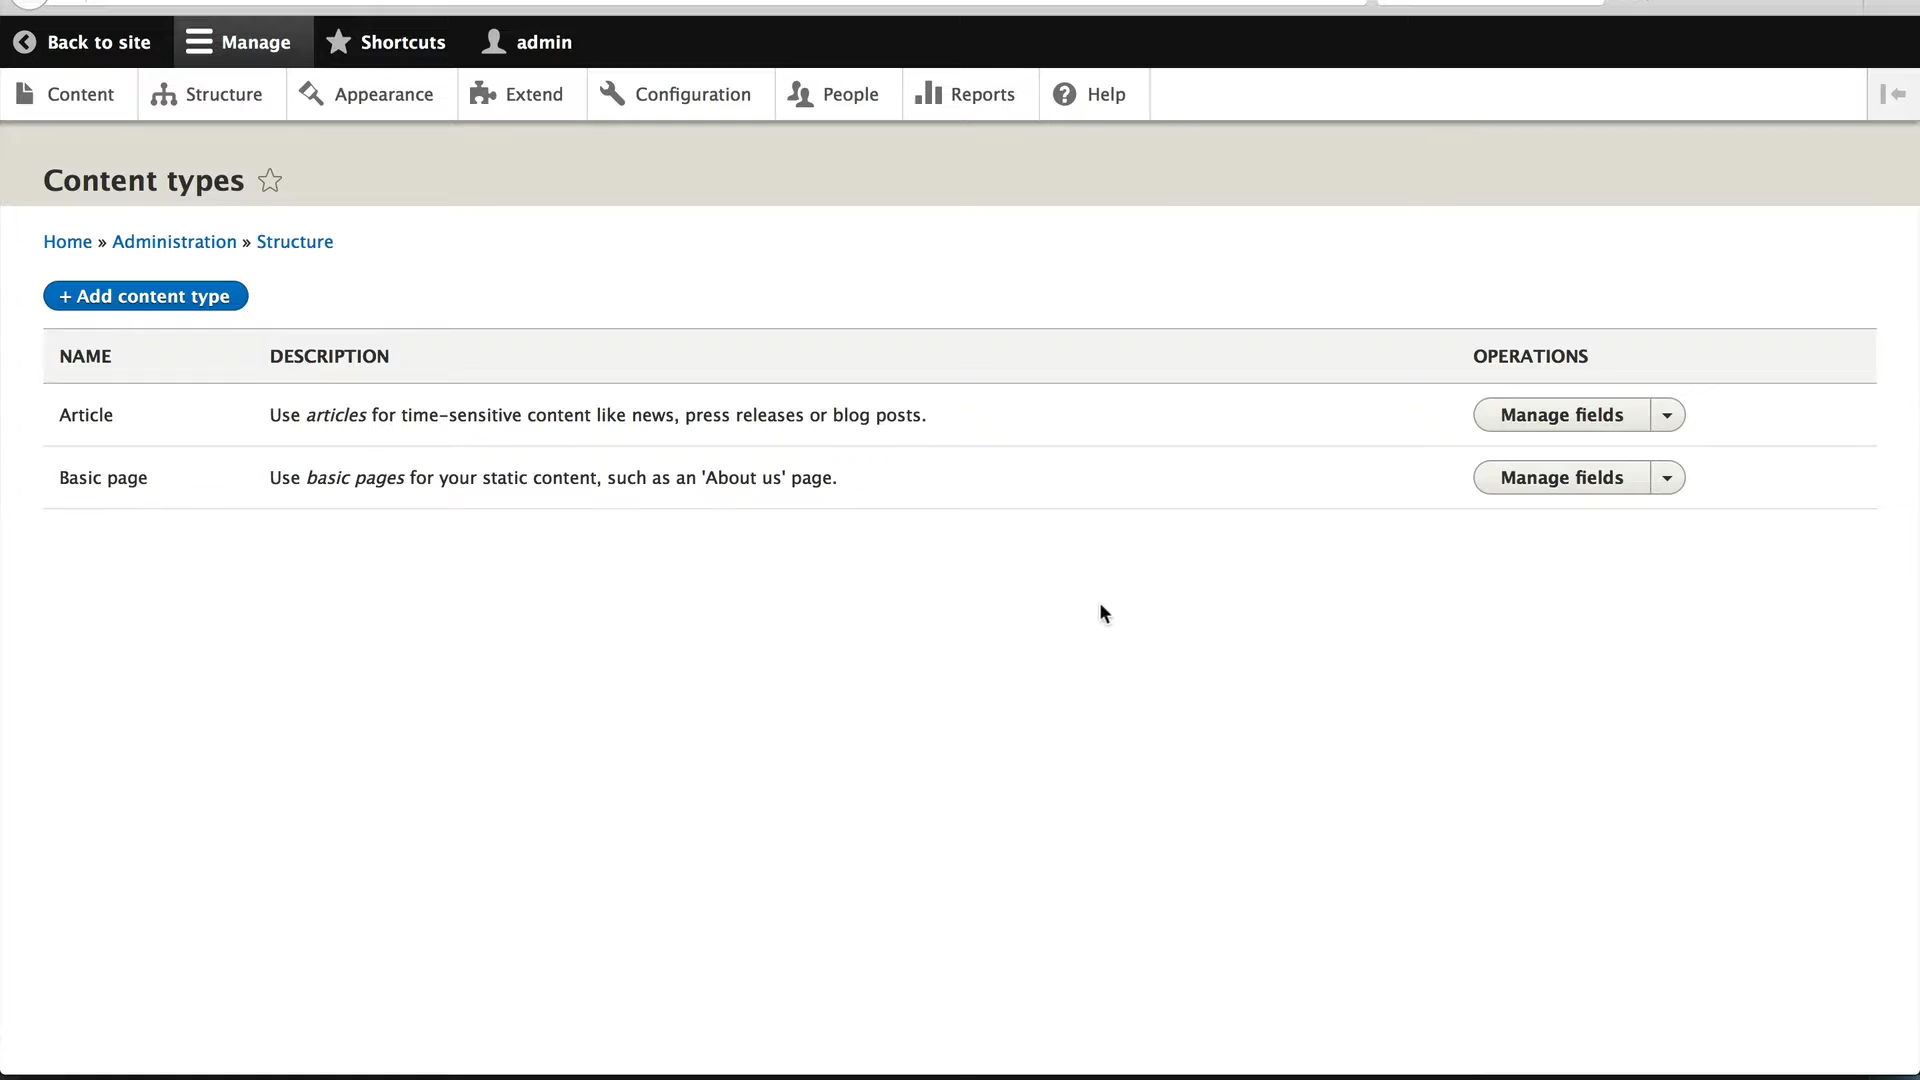 Back to site Manage Shortcuts admin
Content Structure Appearance Extend Configuration People Reports Help
Content types
Home » Administration » Structure
+ Add content type
NAME DESCRIPTION OPERATIONS
Article Use articles for time-sensitive content like news, press releases or blog posts. Manage fields
Basic page Use basic pages for your static content, such as an 'About us' page. Manage fields